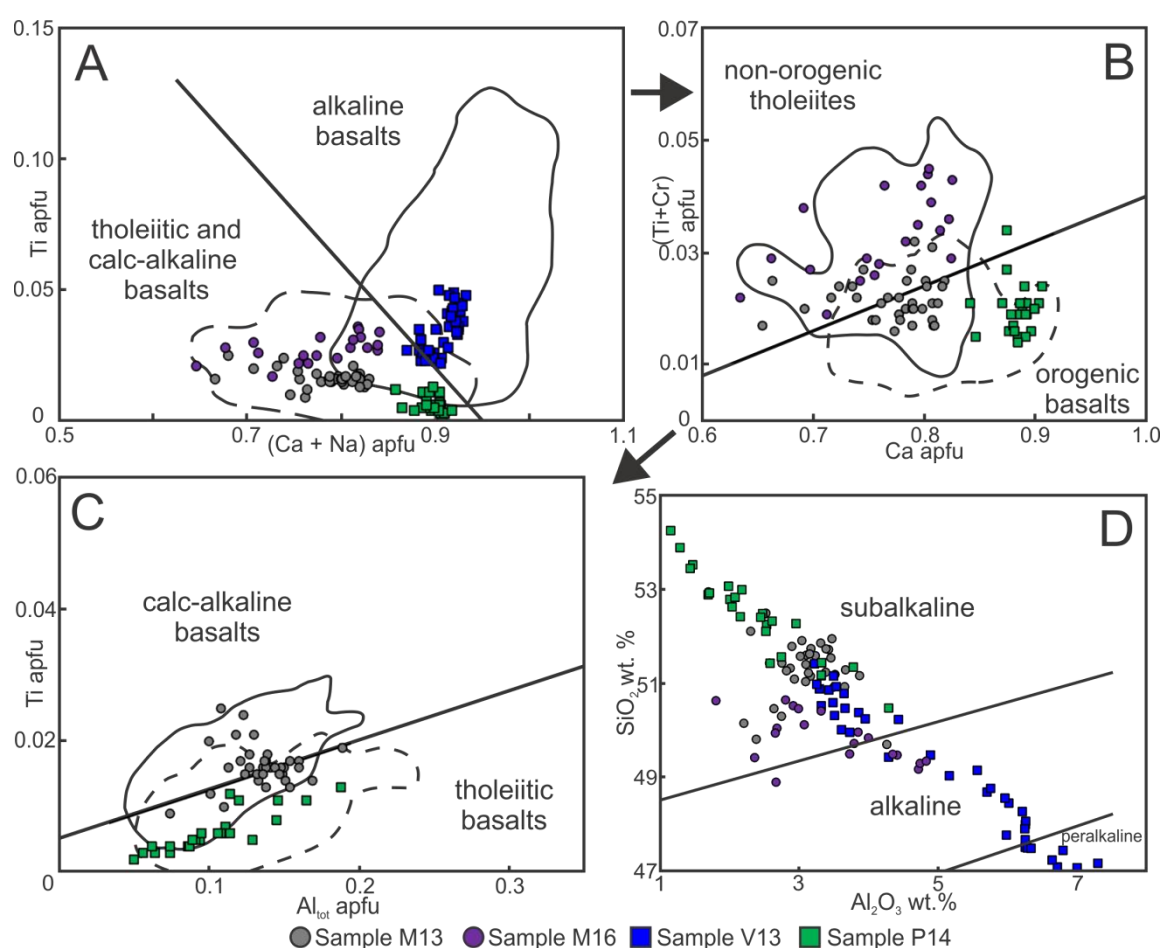 A
0.15
0.10
0.05
0
Ti apfu
alkaline
basalts
tholeiitic and
calc-alkaline
basalts
0.5
0.7
0.9
1.1
(Ca + Na) apfu
B
0.07
0.05
0.03
0.01
0
(Ti+Cr)
apfu
non-orogenic
tholeiites
orogenic
basalts
0.6
0.7
0.8
0.9
1.0
Ca apfu
C
0.06
0.04
0.02
0
Ti apfu
calc-alkaline
basalts
tholeiitic
basalts
0.1
0.2
0.3
Al tot apfu
D
55
53
51
49
47
SiO2 wt. %
subalkaline
alkaline
peralkaline
1
3
5
7
Al2O3 wt.%
Sample M13 Sample M16 Sample V13 Sample P14